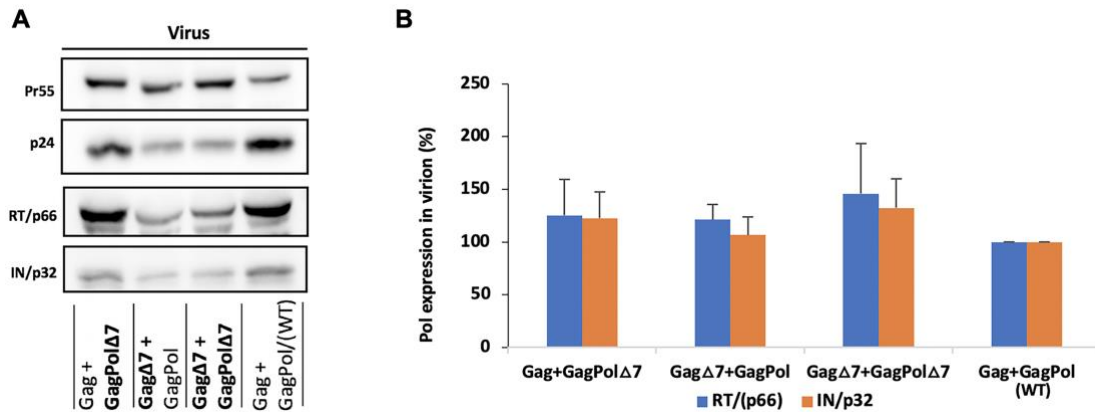 A
Virus
Pr55
p24
RT/p66
IN/p32
Gag +
GagPolΔ7
GagΔ7 +
GagPol
GagΔ7 +
GagPolΔ7
Gag +
GagPol/(WT)
B
Pol expression in virion (%)
250
200
150
100
50
0
Gag+GagPolΔ7
GagΔ7+GagPol
GagΔ7+GagPolΔ7
Gag+GagPol
(WT)
RT/(p66)
IN/p32